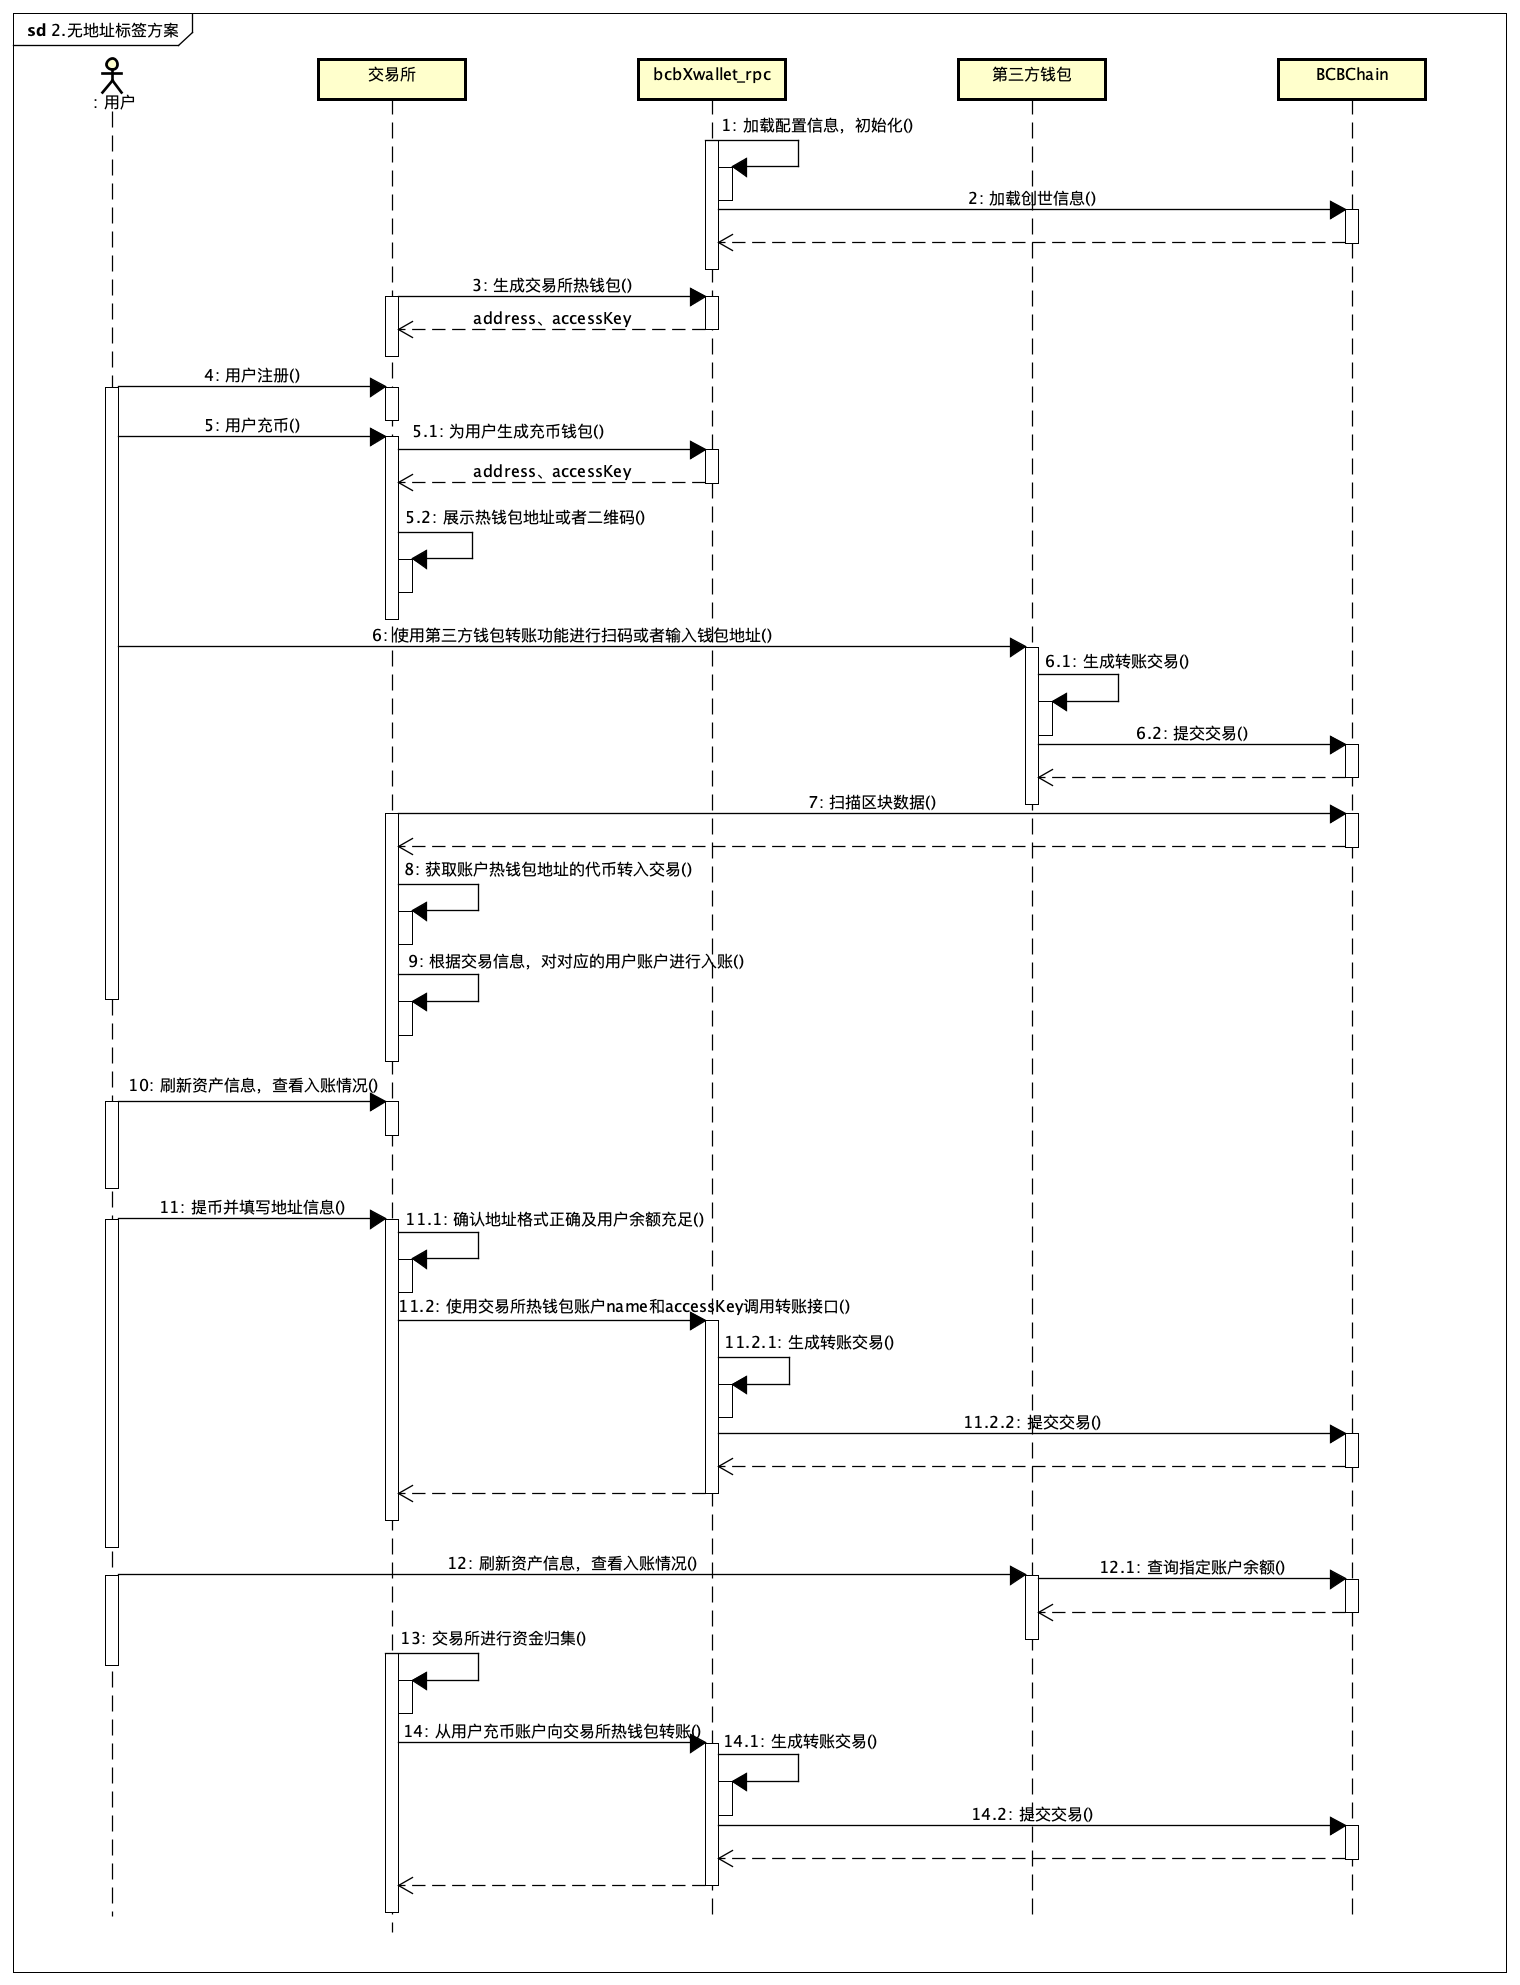 sd 2.无地址标签方案
: 用户
交易所
bcbXwallet_rpc
第三方钱包
BCBChain
1: 加载配置信息，初始化()
2: 加载创世信息()
3: 生成交易所热钱包()
address、accessKey
4: 用户注册()
5: 用户充币()
5.1: 为用户生成充币钱包()
address、accessKey
5.2: 展示热钱包地址或者二维码()
6: 使用第三方钱包转账功能进行扫码或者输入钱包地址()
6.1: 生成转账交易()
6.2: 提交交易()
7: 扫描区块数据()
8: 获取账户热钱包地址的代币转入交易()
9: 根据交易信息，对对应的用户账户进行入账()
10: 刷新资产信息，查看入账情况()
11: 提币并填写地址信息()
11.1: 确认地址格式正确及用户余额充足()
11.2: 使用交易所热钱包账户name和accessKey调用转账接口()
11.2.1: 生成转账交易()
11.2.2: 提交交易()
12: 刷新资产信息，查看入账情况()
12.1: 查询指定账户余额()
13: 交易所进行资金归集()
14: 从用户充币账户向交易所热钱包转账()
14.1: 生成转账交易()
14.2: 提交交易()